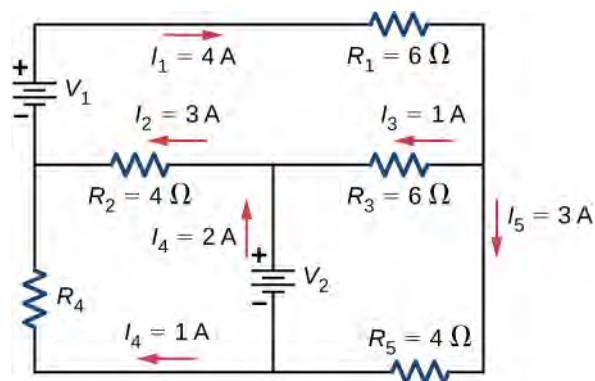 I₁ = 4 A
R₁ = 6 Ω
+
V₁
−
I₂ = 3 A
I₃ = 1 A
R₂ = 4 Ω
R₃ = 6 Ω
I₄ = 2 A
I₅ = 3 A
+
V₂
−
R₄
I₄ = 1 A
R₅ = 4 Ω